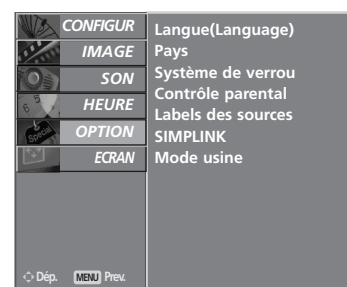 CONFIGUR
IMAGE
SON
HEURE
OPTION
ECRAN
Langue(Language)
Pays
Système de verrou
Contrôle parental
Labels des sources
SIMPLINK
Mode usine
Special
Dép. MENU Prev.